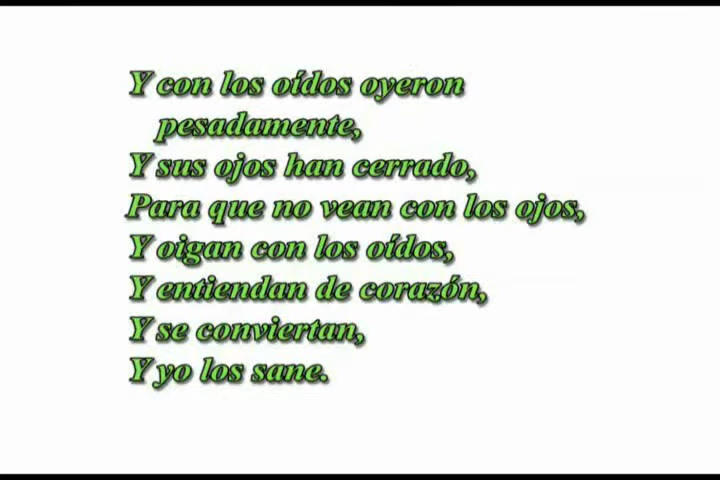 Y con los oídos oyeron
pesadamente,
Y sus ojos han cerrado,
Para que no vean con los ojos,
Y oigan con los oídos,
Y entiendan de corazón,
Y se conviertan,
Y yo los sane.